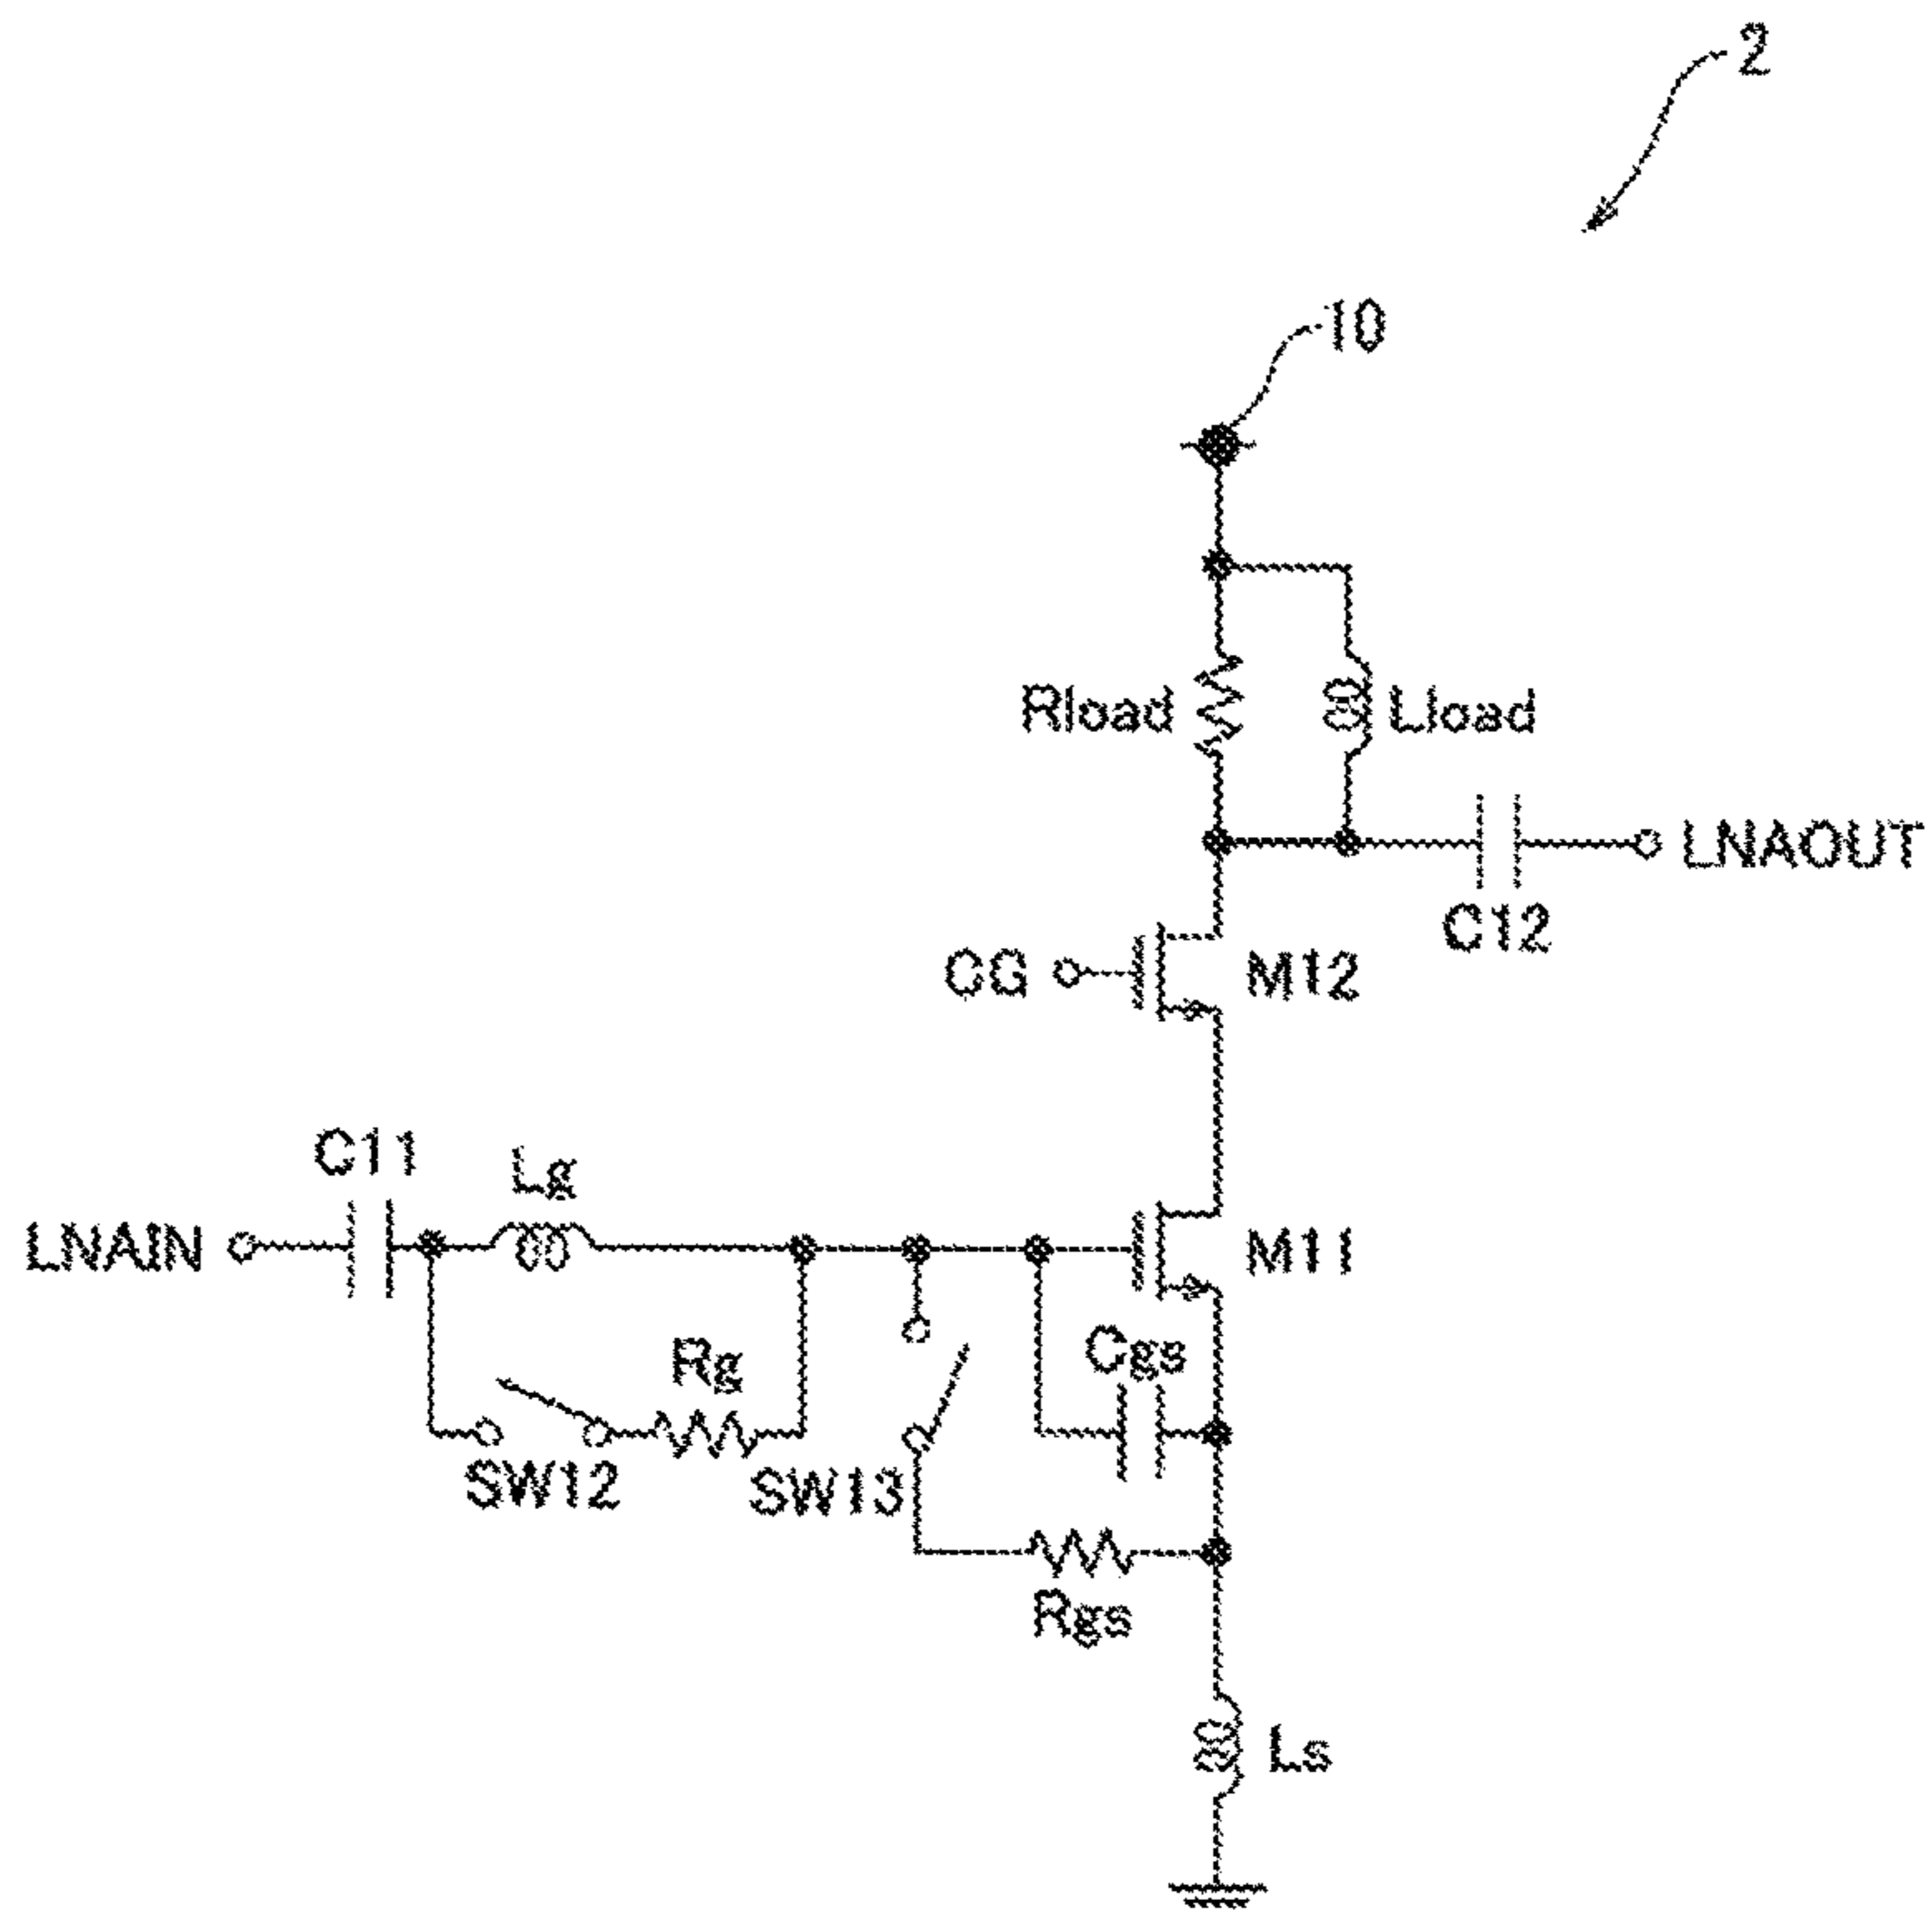 2
10
Rload
Lload
LNAOUT
C12
CG
M12
C11
Lg
LNAIN
M11
Rg
Cgs
SW12
SW13
Rgs
Ls